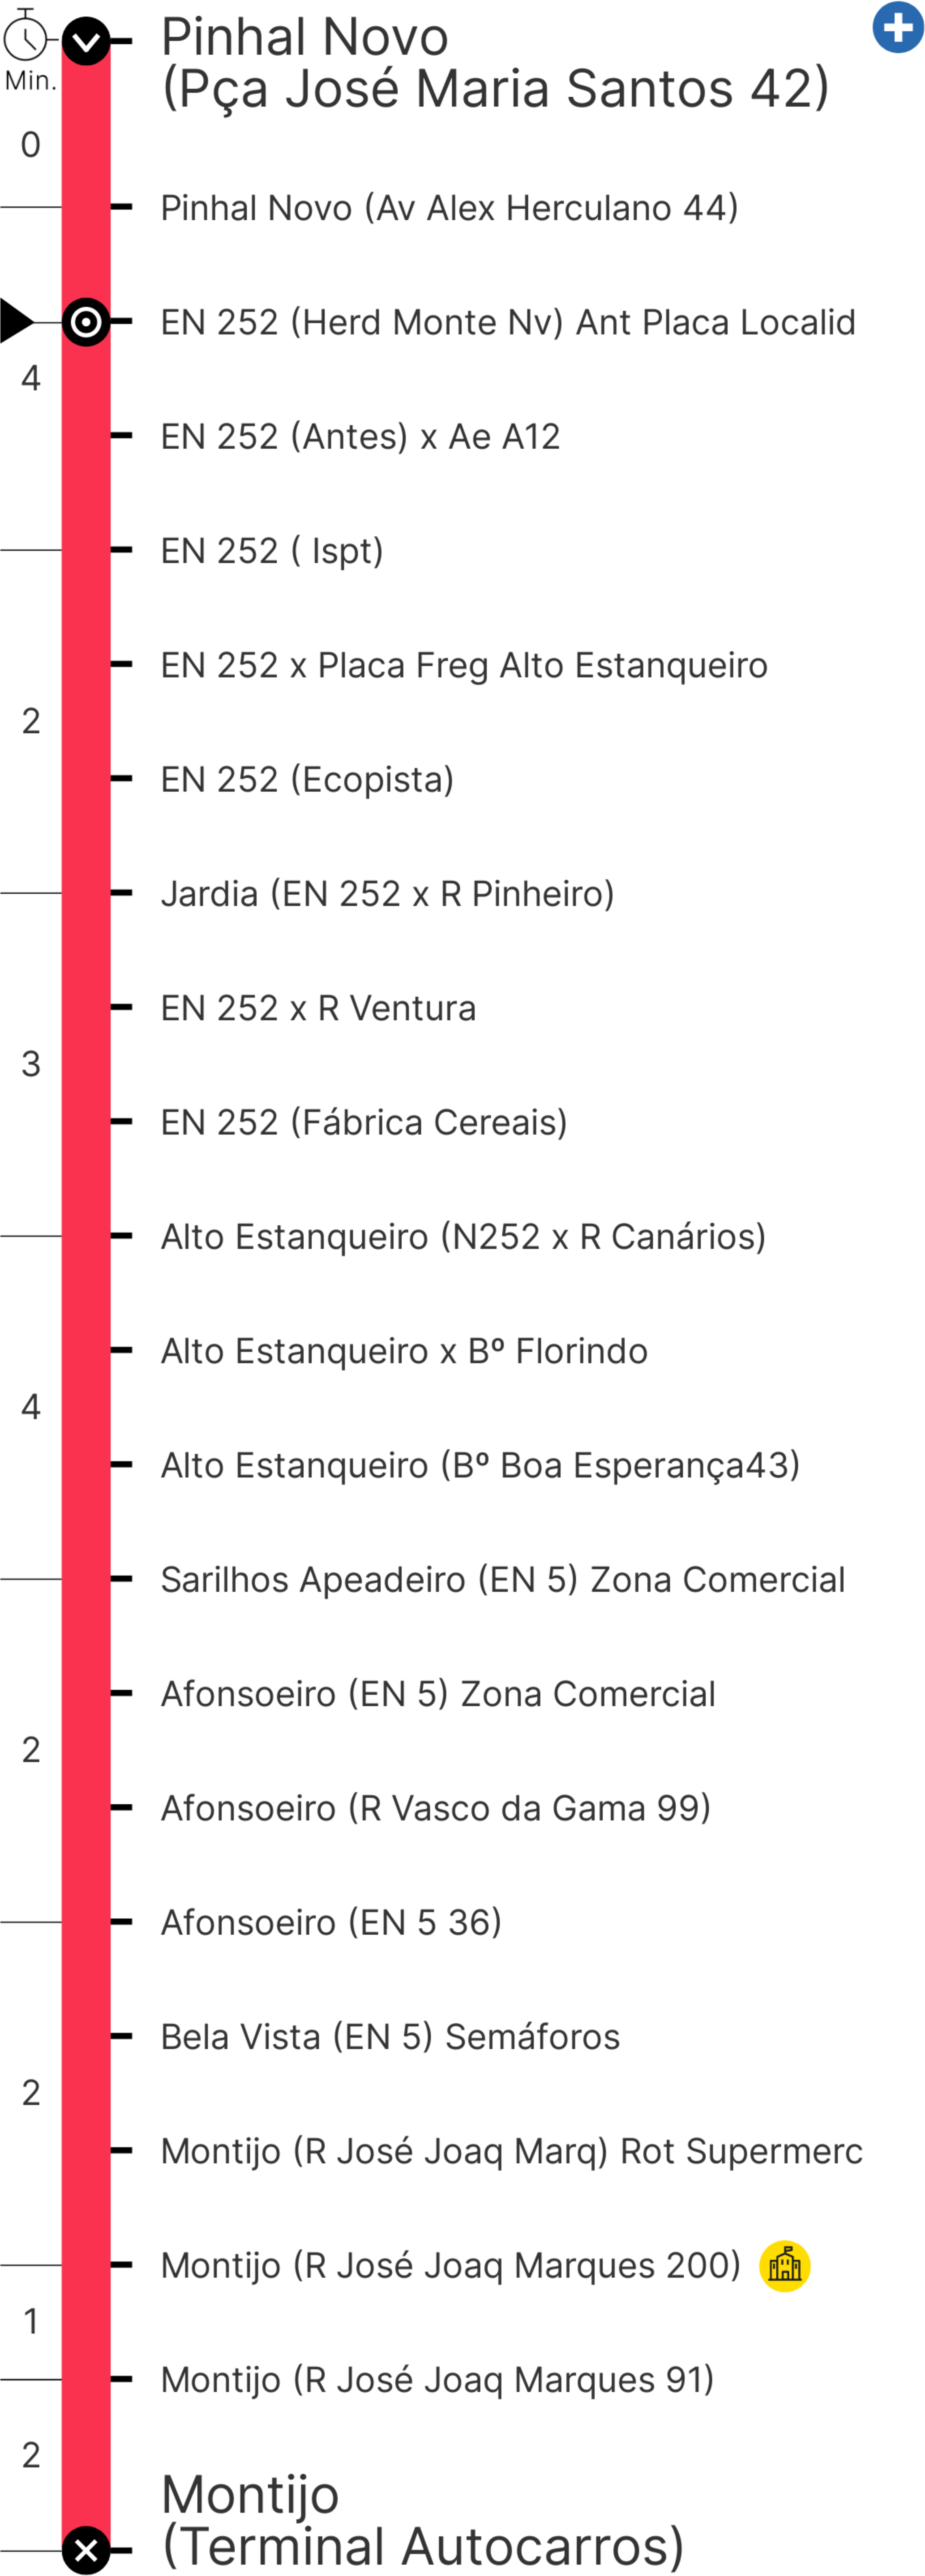 Pinhal Novo
(Pça José Maria Santos 42)
Min.
0
Pinhal Novo (Av Alex Herculano 44)
EN 252 (Herd Monte Nv) Ant Placa Localid
4
EN 252 (Antes) x Ae A12
EN 252 ( Ispt)
EN 252 x Placa Freg Alto Estanqueiro
2
EN 252 (Ecopista)
Jardia (EN 252 x R Pinheiro)
EN 252 x R Ventura
3
EN 252 (Fábrica Cereais)
Alto Estanqueiro (N252 x R Canários)
Alto Estanqueiro x Bº Florindo
4
Alto Estanqueiro (Bº Boa Esperança43)
Sarilhos Apeadeiro (EN 5) Zona Comercial
Afonsoeiro (EN 5) Zona Comercial
2
Afonsoeiro (R Vasco da Gama 99)
Afonsoeiro (EN 5 36)
Bela Vista (EN 5) Semáforos
2
Montijo (R José Joaq Marq) Rot Supermerc
Montijo (R José Joaq Marques 200)
1
Montijo (R José Joaq Marques 91)
2
Montijo
(Terminal Autocarros)